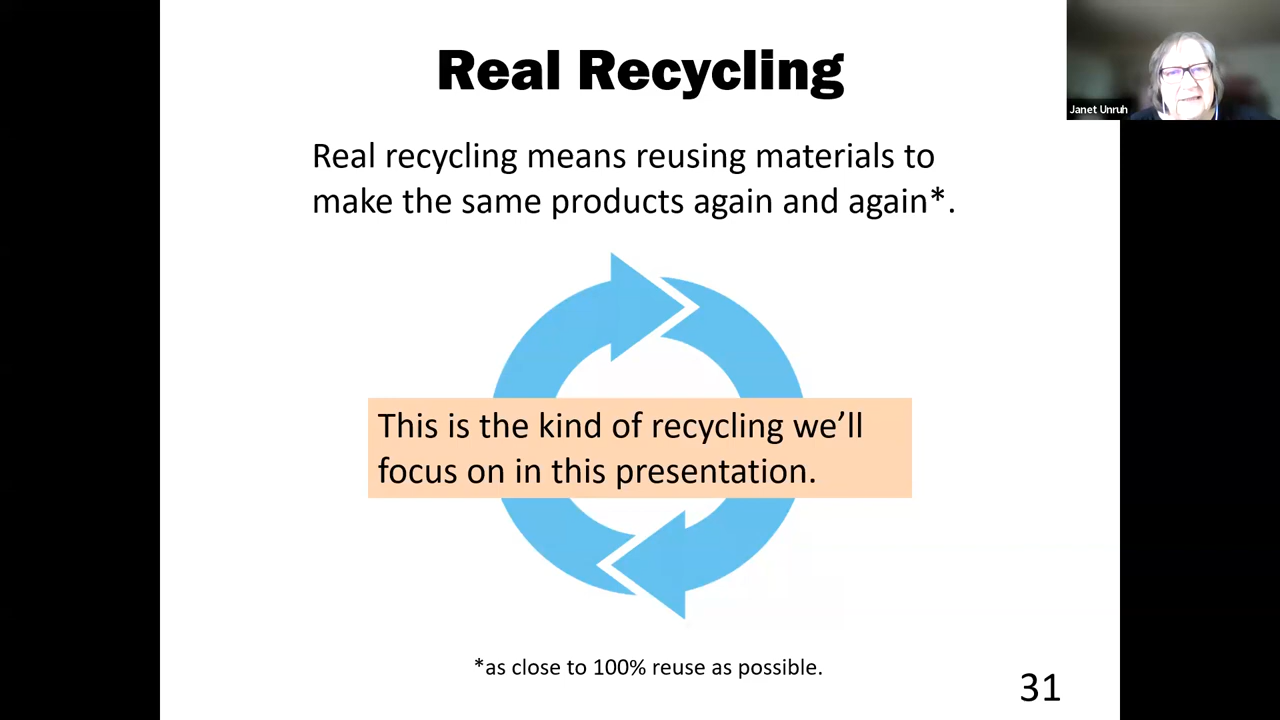 Real Recycling
Janet Unruh
Real recycling means reusing materials to
make the same products again and again*.
This is the kind of recycling we’ll
focus on in this presentation.
*as close to 100% reuse as possible.
31